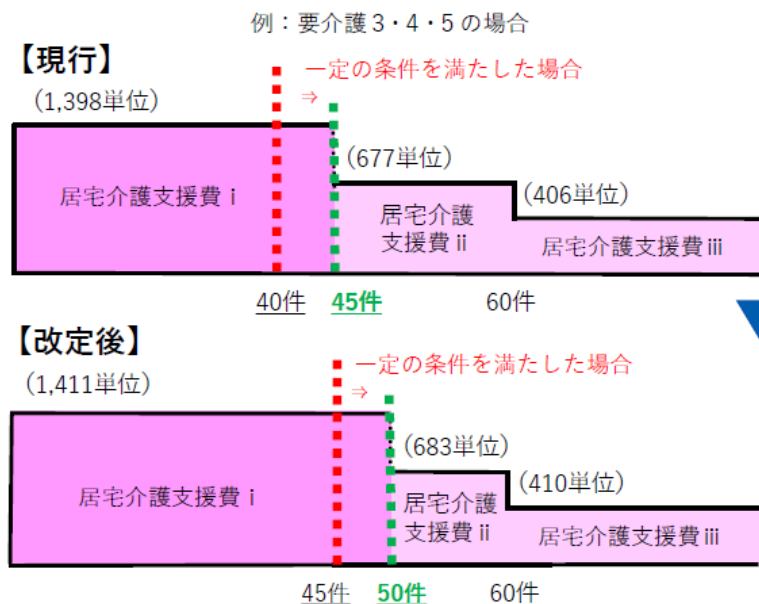 例：要介護３・４・５の場合
【現行】
一定の条件を満たした場合
⇒
(1,398単位)
(677単位)
(406単位)
居宅介護支援費ⅰ
居宅介護
支援費ⅱ
居宅介護支援費ⅲ
40件
45件
60件
【改定後】
一定の条件を満たした場合
⇒
(1,411単位)
(683単位)
(410単位)
居宅介護支援費ⅰ
居宅介護
支援費ⅱ
居宅介護支援費ⅲ
45件
50件
60件